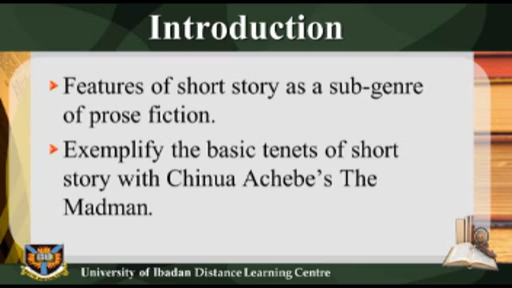 Introduction
Features of short story as a sub-genre
of prose fiction.
Exemplify the basic tenets of short
story with Chinua Achebe's The
Madman.
University of Ibadan Distance Learning Centre